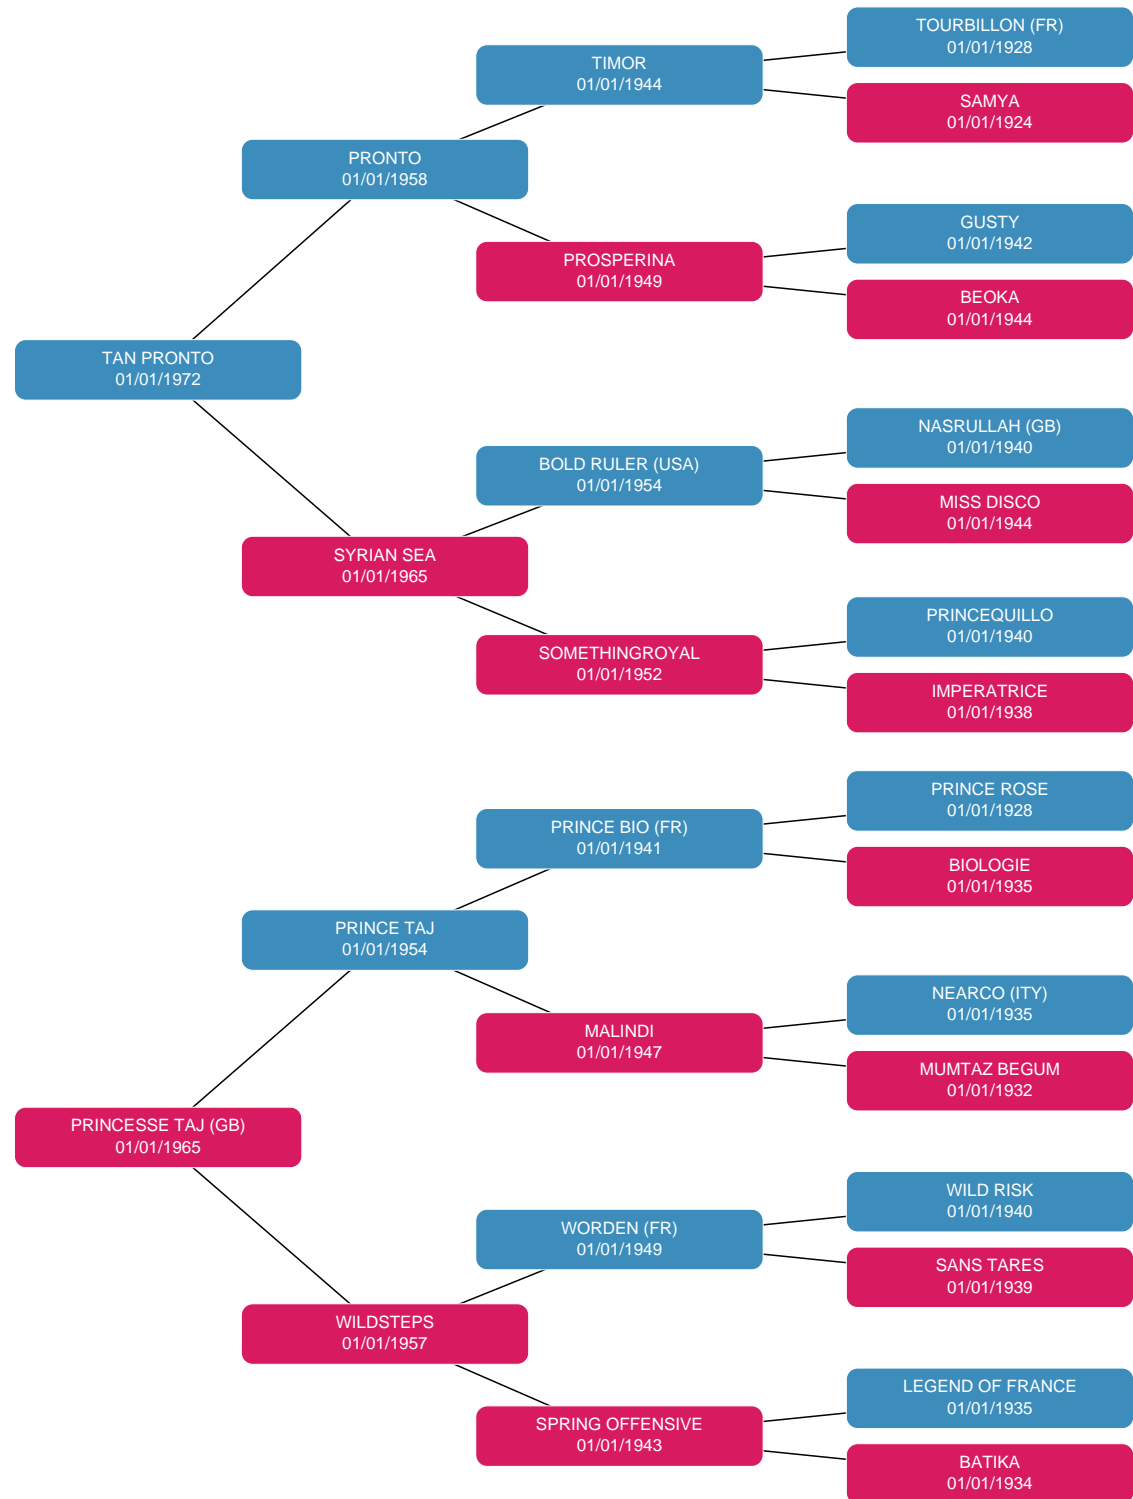 TOURBILLON (FR)
01/01/1928
TIMOR
01/01/1944
SAMYA
01/01/1924
PRONTO
01/01/1958
GUSTY
01/01/1942
PROSPERINA
01/01/1949
BEOKA
01/01/1944
TAN PRONTO
01/01/1972
NASRULLAH (GB)
01/01/1940
BOLD RULER (USA)
01/01/1954
MISS DISCO
01/01/1944
SYRIAN SEA
01/01/1965
PRINCEQUILLO
01/01/1940
SOMETHINGROYAL
01/01/1952
IMPERATRICE
01/01/1938
PRINCE ROSE
01/01/1928
PRINCE BIO (FR)
01/01/1941
BIOLOGIE
01/01/1935
PRINCE TAJ
01/01/1954
NEARCO (ITY)
01/01/1935
MALINDI
01/01/1947
MUMTAZ BEGUM
01/01/1932
PRINCESSE TAJ (GB)
01/01/1965
WILD RISK
01/01/1940
WORDEN (FR)
01/01/1949
SANS TARES
01/01/1939
WILDSTEPS
01/01/1957
LEGEND OF FRANCE
01/01/1935
SPRING OFFENSIVE
01/01/1943
BATIKA
01/01/1934